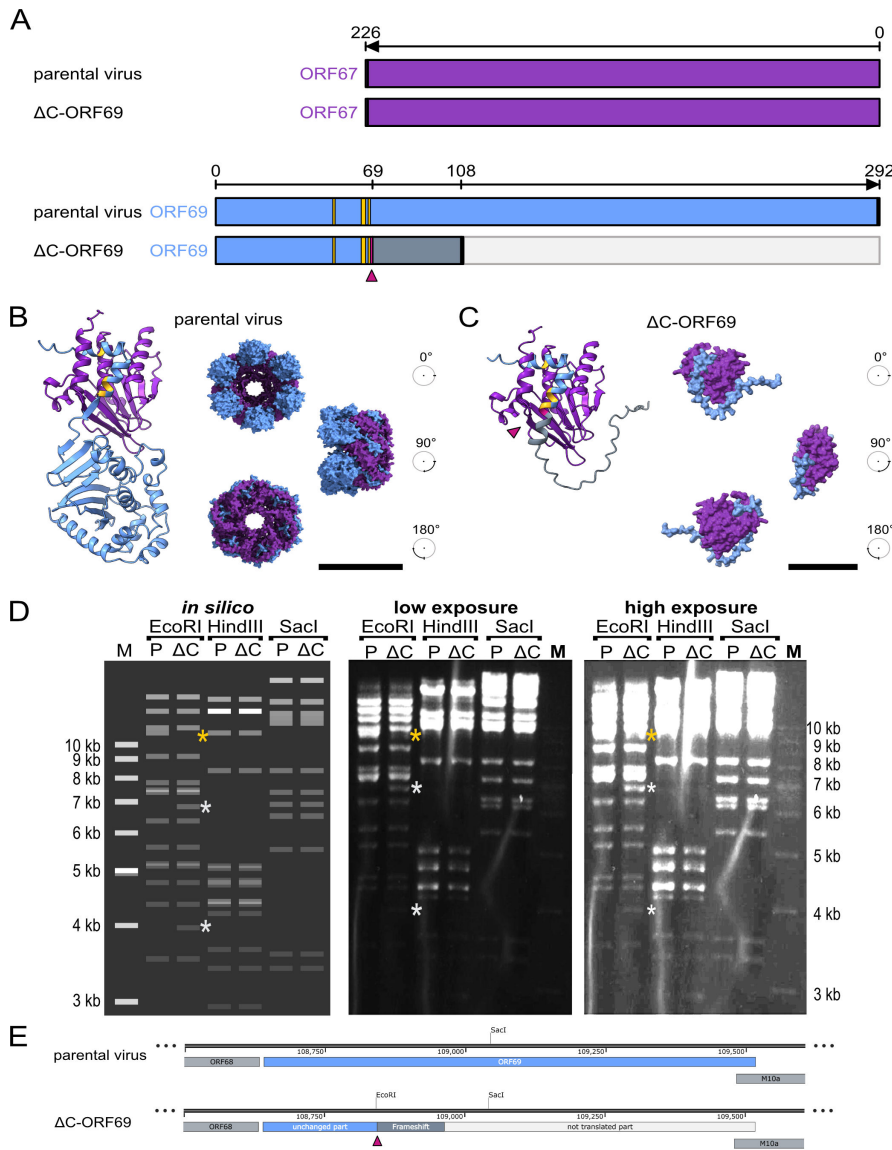 A
226 0
parental virus ORF67
ΔC-ORF69 ORF67
0 69 108 292
parental virus ORF69
ΔC-ORF69 ORF69
B parental virus
0°
90°
180°
C ΔC-ORF69
0°
90°
180°
D in silico low exposure high exposure
EcoRI HindIII SacI EcoRI HindIII SacI EcoRI HindIII SacI
M P ΔC P ΔC P ΔC P ΔC P ΔC P ΔC M P ΔC P ΔC P ΔC M
10 kb
9 kb
8 kb
7 kb
6 kb
5 kb
4 kb
3 kb
* * *
* * *
* * *
10 kb
9 kb
8 kb
7 kb
6 kb
5 kb
4 kb
3 kb
E
SacI
parental virus ••• •••
108,750 109,000 109,250 109,500
ORF68 ORF69
M10a
EcoRI SacI
ΔC-ORF69 ••• •••
108,750 109,000 109,250 109,500
ORF68 unchanged part Frameshift not translated part
M10a